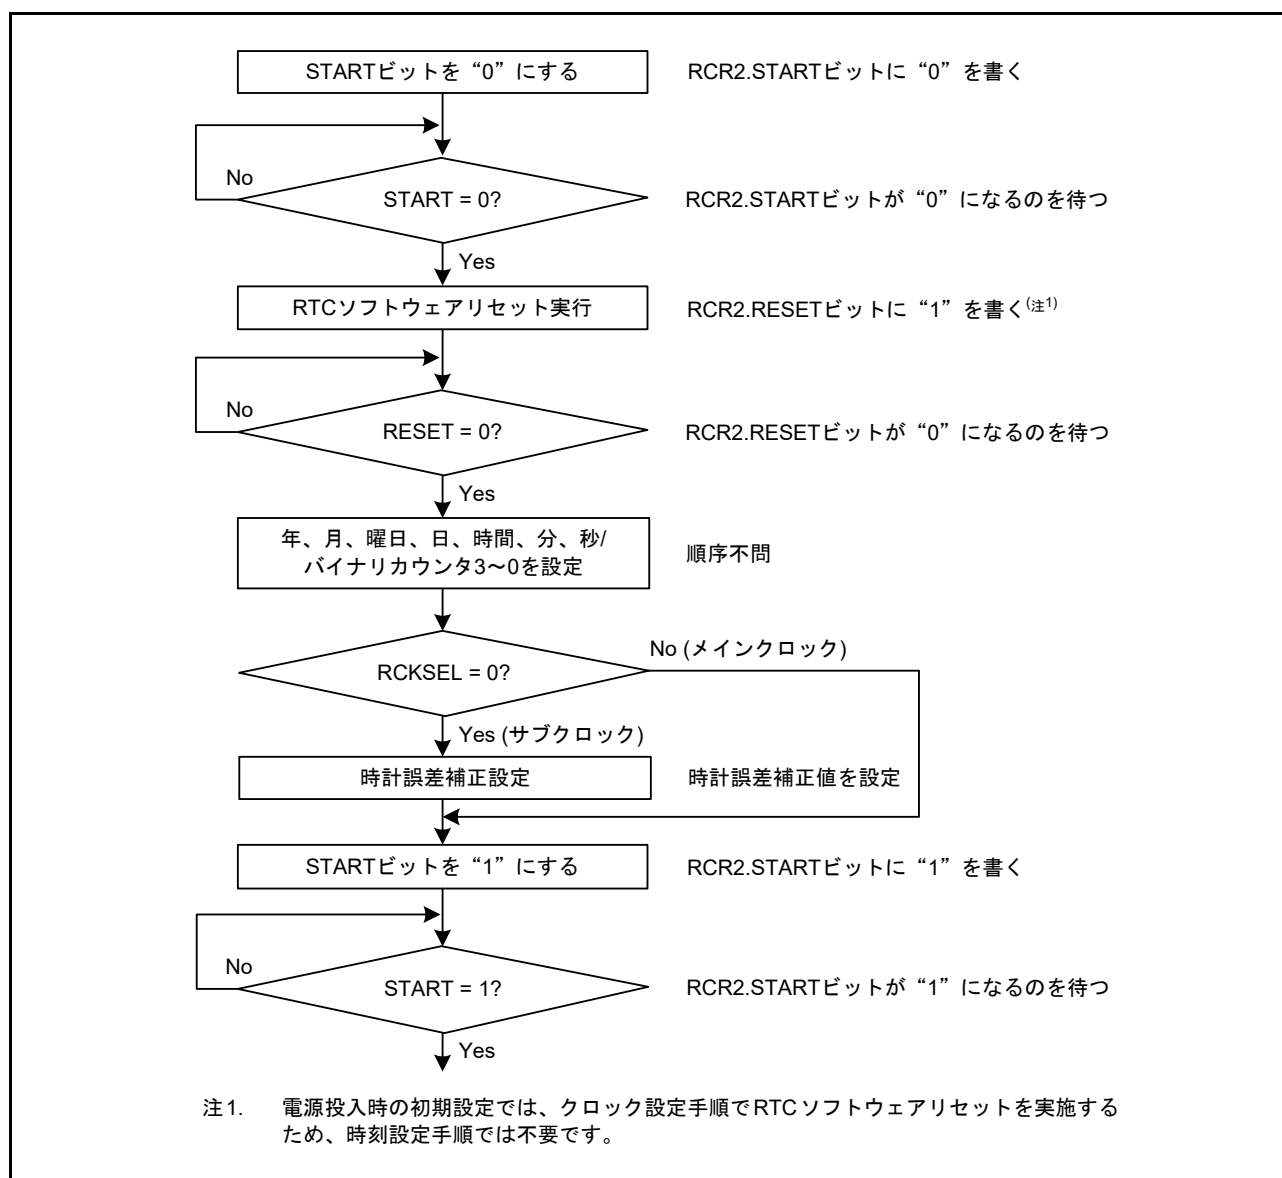 STARTビットを“0”にする
RCR2.STARTビットに“0”を書く
No
START = 0?
RCR2.STARTビットが“0”になるのを待つ
Yes
RTCソフトウェアリセット実行
RCR2.RESETビットに“1”を書く(注1)
No
RESET = 0?
RCR2.RESETビットが“0”になるのを待つ
Yes
年、月、曜日、日、時間、分、秒/
バイナリカウンタ3〜0を設定
順序不問
No (メインクロック)
RCKSEL = 0?
Yes (サブクロック)
時計誤差補正設定
時計誤差補正値を設定
STARTビットを“1”にする
RCR2.STARTビットに“1”を書く
No
START = 1?
RCR2.STARTビットが“1”になるのを待つ
Yes
注1. 電源投入時の初期設定では、クロック設定手順でRTCソフトウェアリセットを実施する
ため、時刻設定手順では不要です。